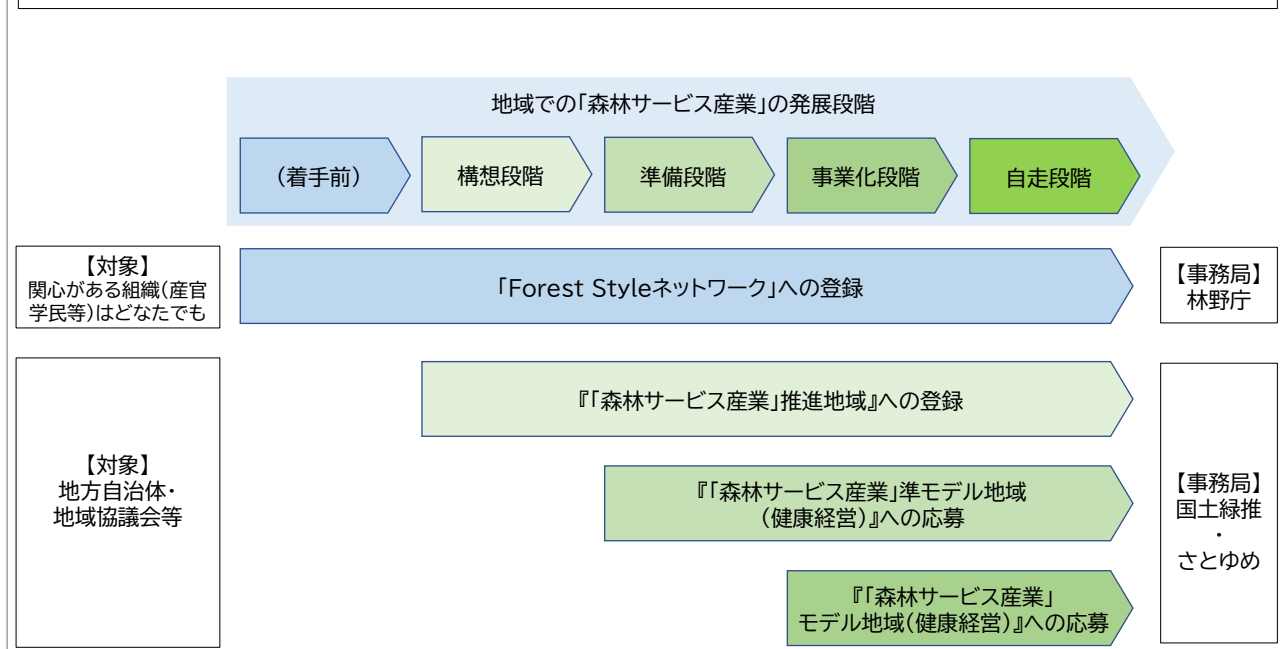 地域での「森林サービス産業」の発展段階
(着手前)
構想段階
準備段階
事業化段階
自走段階
【対象】
関心がある組織(産官
学民等)はどなたでも
「Forest Styleネットワーク」への登録
【事務局】
林野庁
【対象】
地方自治体・
地域協議会等
『「森林サービス産業」推進地域』への登録
『「森林サービス産業」準モデル地域
(健康経営)』への応募
『「森林サービス産業」
モデル地域(健康経営)』への応募
【事務局】
国土緑推
・
さとゆめ